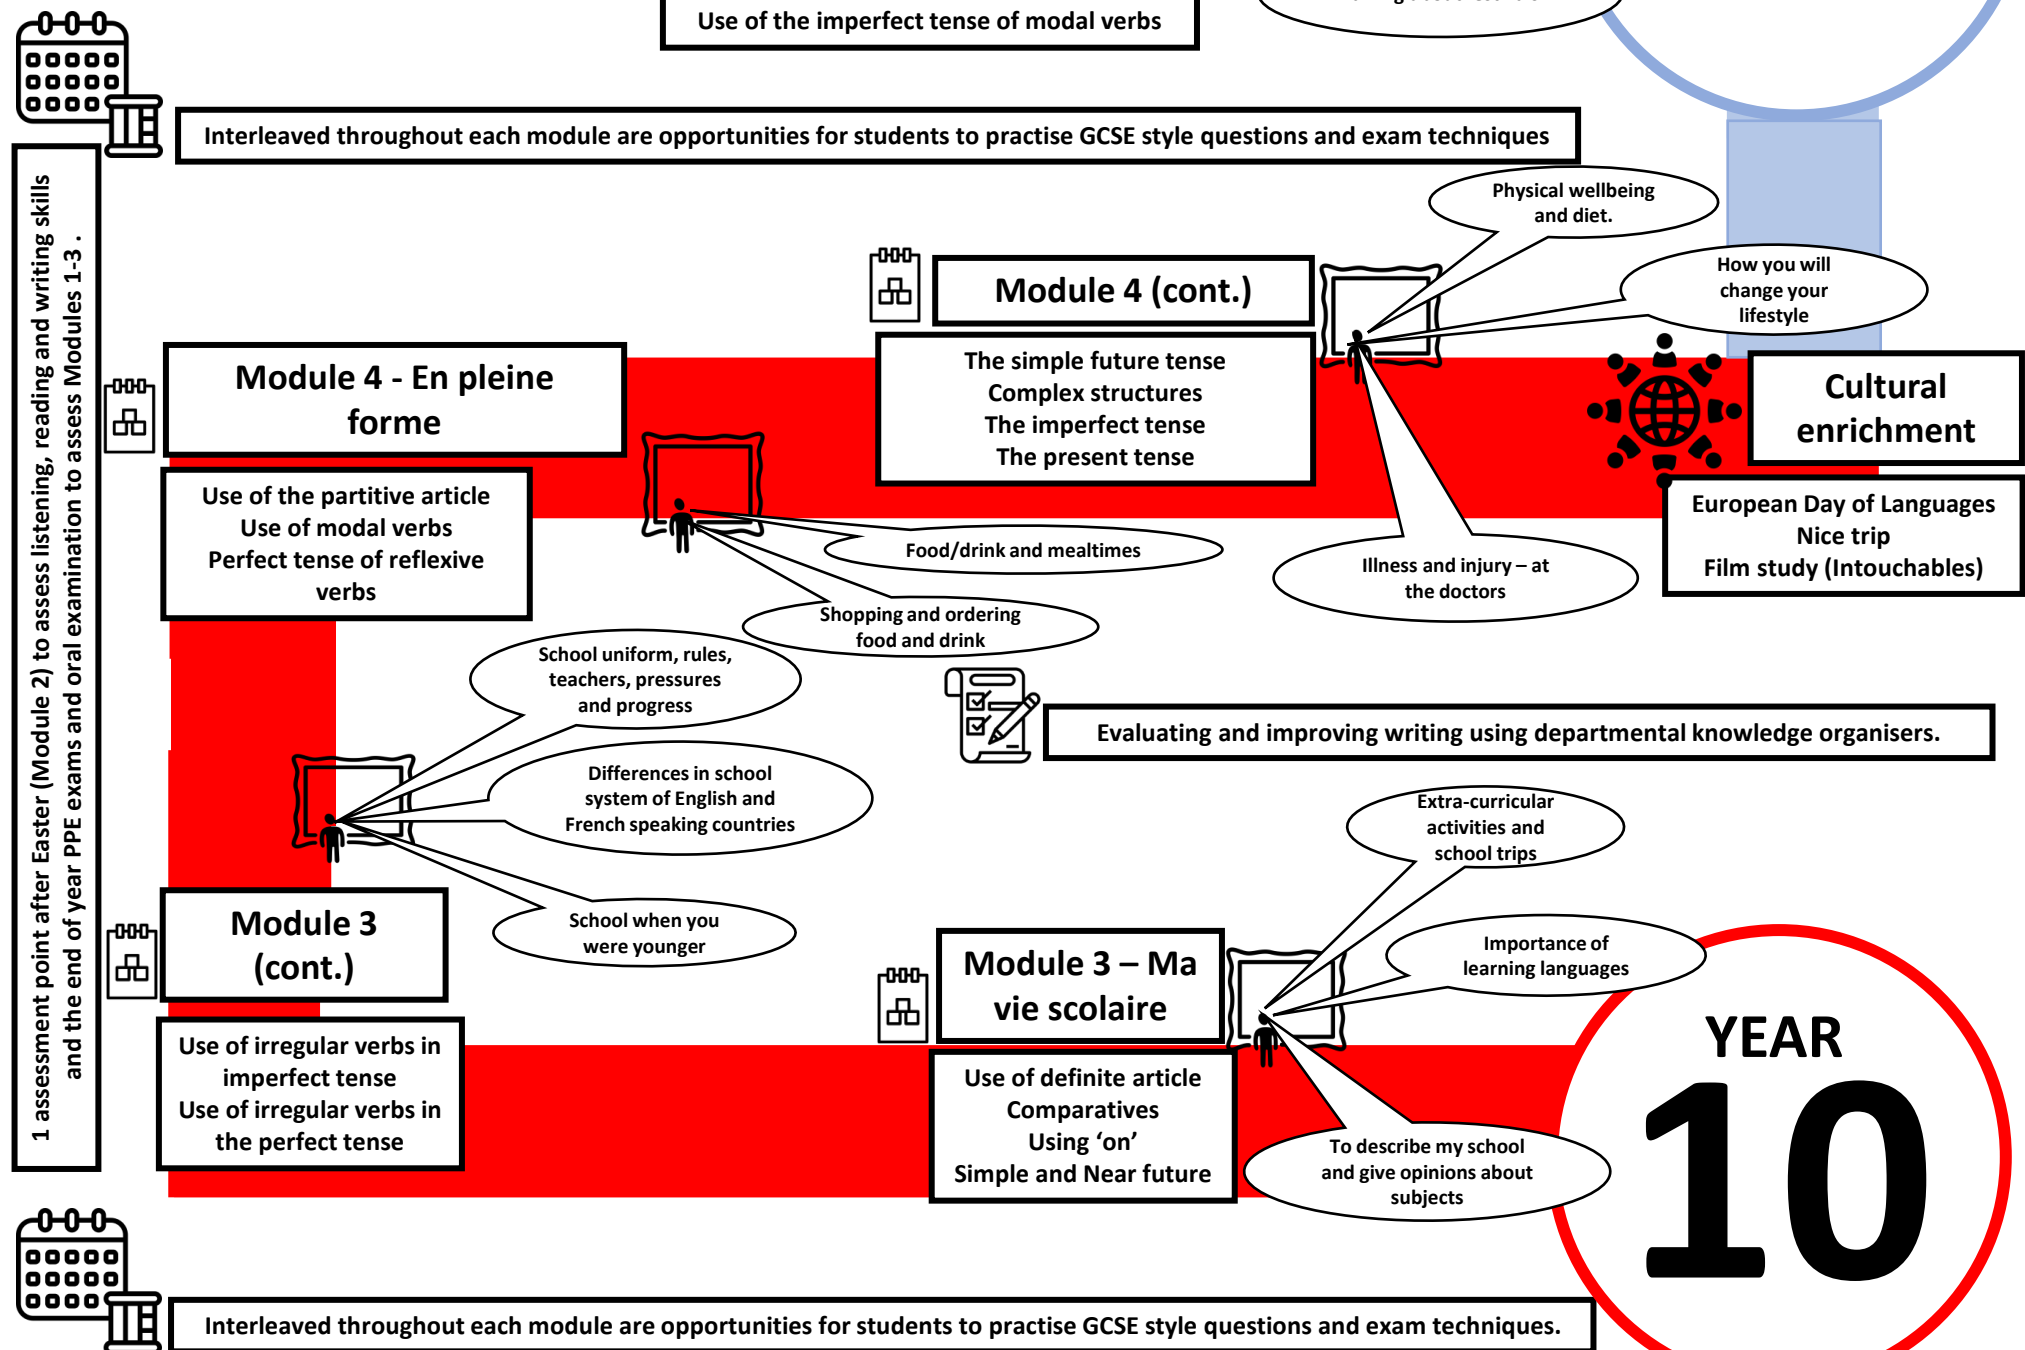 Use of the imperfect tense of modal verbs
Interleaved throughout each module are opportunities for students to practise GCSE style questions and exam techniques
1 assessment point after Easter (Module 2) to assess listening, reading and writing skills
and the end of year PPE exams and oral examination to assess Modules 1-3 .
Physical wellbeing
and diet.
How you will
change your
lifestyle
Module 4 (cont.)
The simple future tense
Complex structures
The imperfect tense
The present tense
Module 4 - En pleine
forme
Use of the partitive article
Use of modal verbs
Perfect tense of reflexive
verbs
Cultural
enrichment
European Day of Languages
Nice trip
Film study (Intouchables)
Food/drink and mealtimes
Illness and injury – at
the doctors
Shopping and ordering
food and drink
School uniform, rules,
teachers, pressures
and progress
Evaluating and improving writing using departmental knowledge organisers.
Differences in school
system of English and
French speaking countries
School when you
were younger
Extra-curricular
activities and
school trips
Importance of
learning languages
Module 3
(cont.)
Use of irregular verbs in
imperfect tense
Use of irregular verbs in
the perfect tense
Module 3 – Ma
vie scolaire
Use of definite article
Comparatives
Using ‘on’
Simple and Near future
To describe my school
and give opinions about
subjects
YEAR
10
Interleaved throughout each module are opportunities for students to practise GCSE style questions and exam techniques.